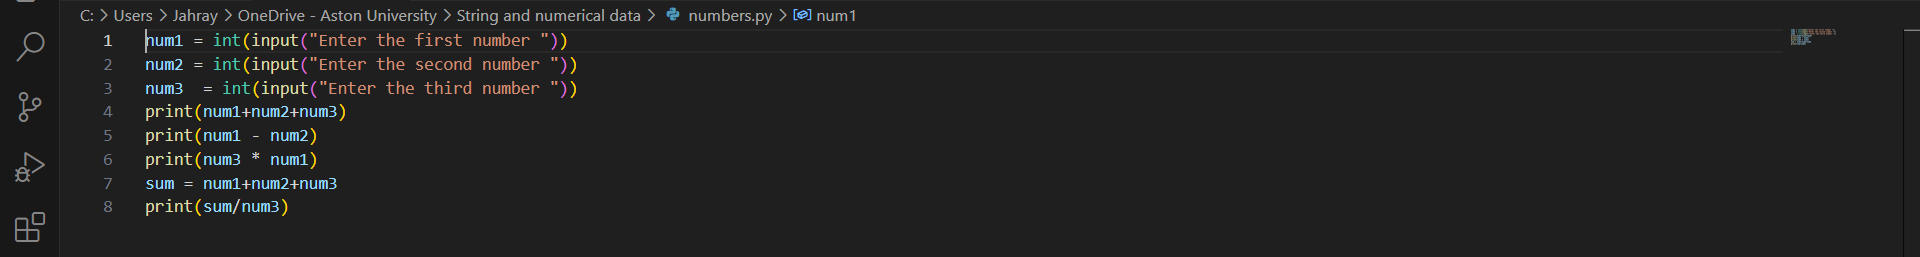 C: > Users > Jahray > OneDrive - Aston University > String and numerical data > numbers.py > num1
1 num1 = int(input("Enter the first number "))
2 num2 = int(input("Enter the second number "))
3 num3  = int(input("Enter the third number "))
4 print(num1+num2+num3)
5 print(num1 - num2)
6 print(num3 * num1)
7 sum = num1+num2+num3
8 print(sum/num3)